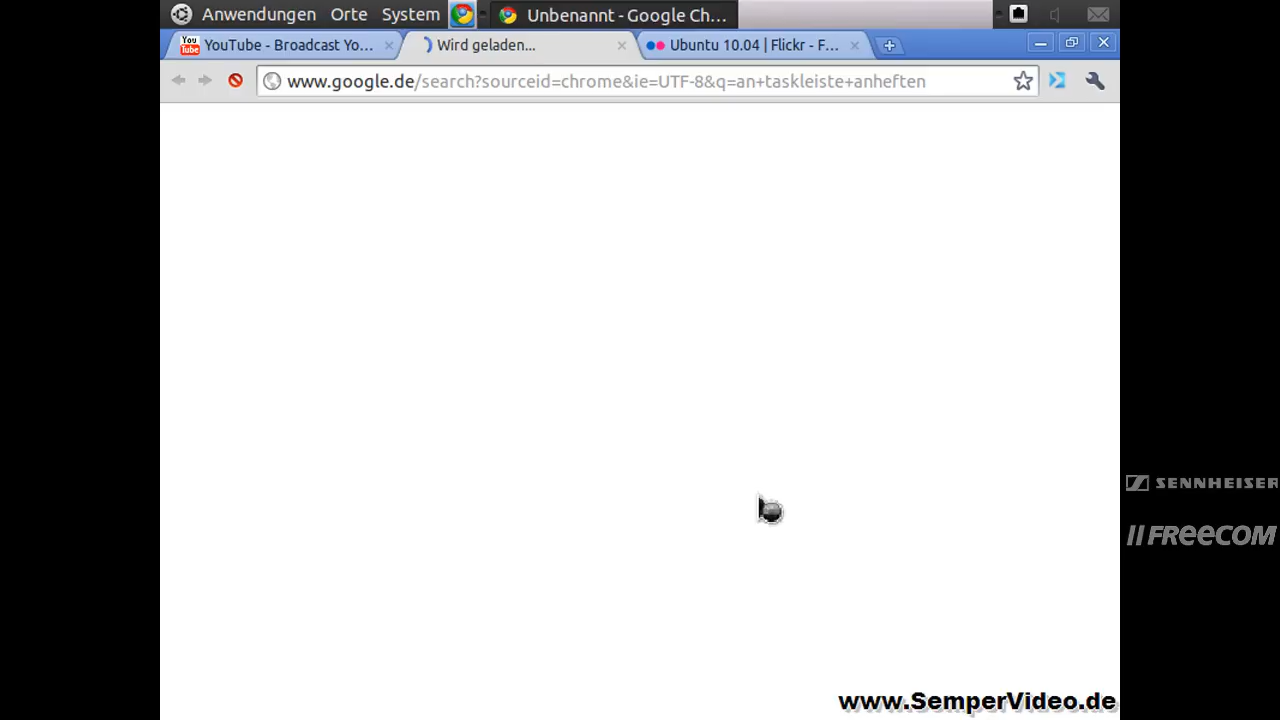 Anwendungen Orte System Unbenannt - Google Ch...
YouTube - Broadcast Yo... Wird geladen... Ubuntu 10.04 | Flickr - F...
www.google.de/search?sourceid=chrome&ie=UTF-8&q=an+taskleiste+anheften
SENNHEISER
FREECOM
www.SemperVideo.de